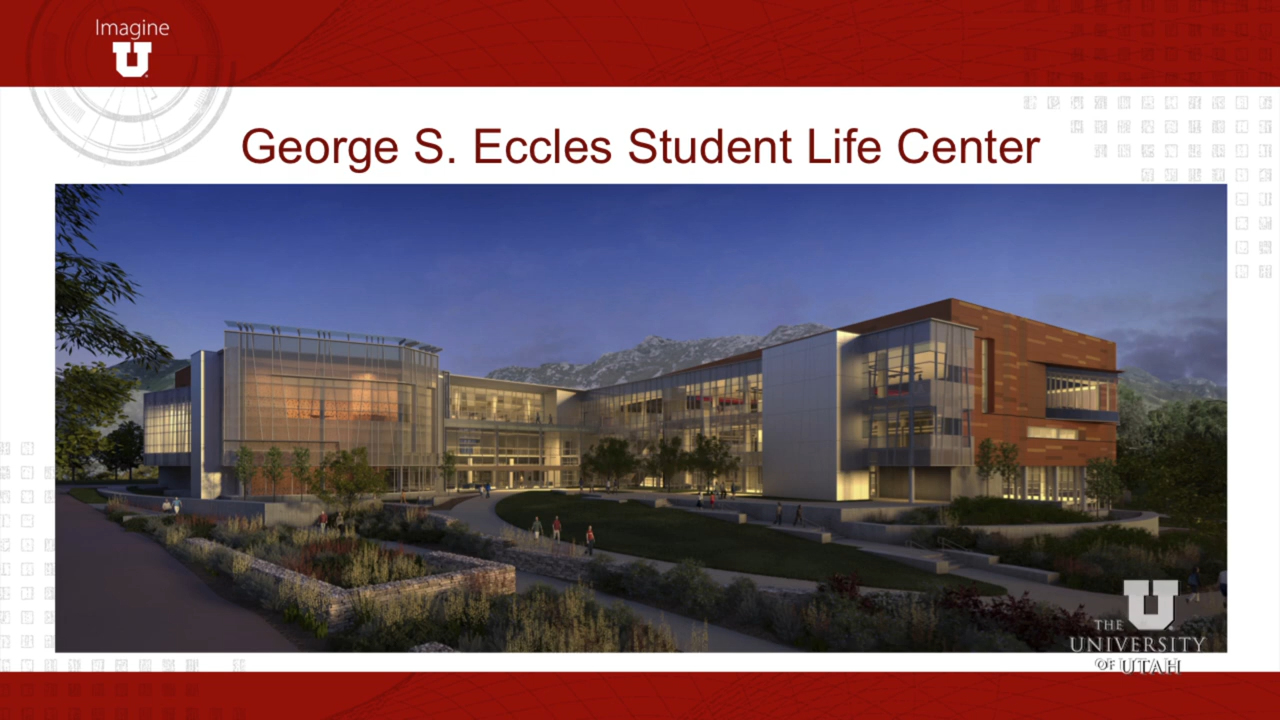 Imagine
U
George S. Eccles Student Life Center
U
THE
UNIVERSITY
OF UTAH